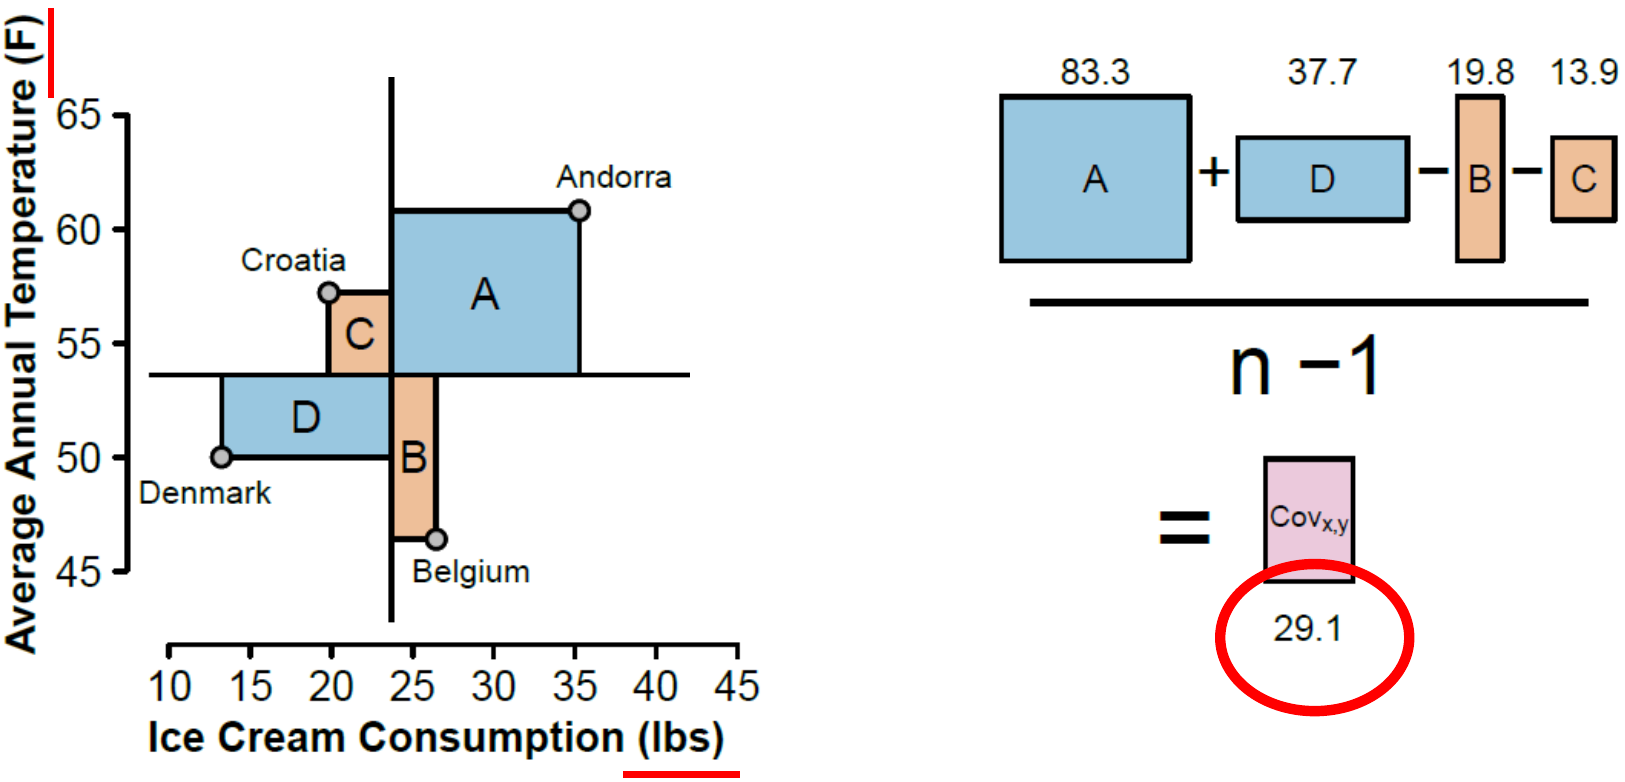 Average Annual Temperature (F)
65
60
55
50
45
Andorra
Croatia
A
C
D
B
Denmark
Belgium
10 15 20 25 30 35 40 45
Ice Cream Consumption (lbs)
83.3 37.7 19.8 13.9
A + D − B − C
n −1
= Covx,y
29.1